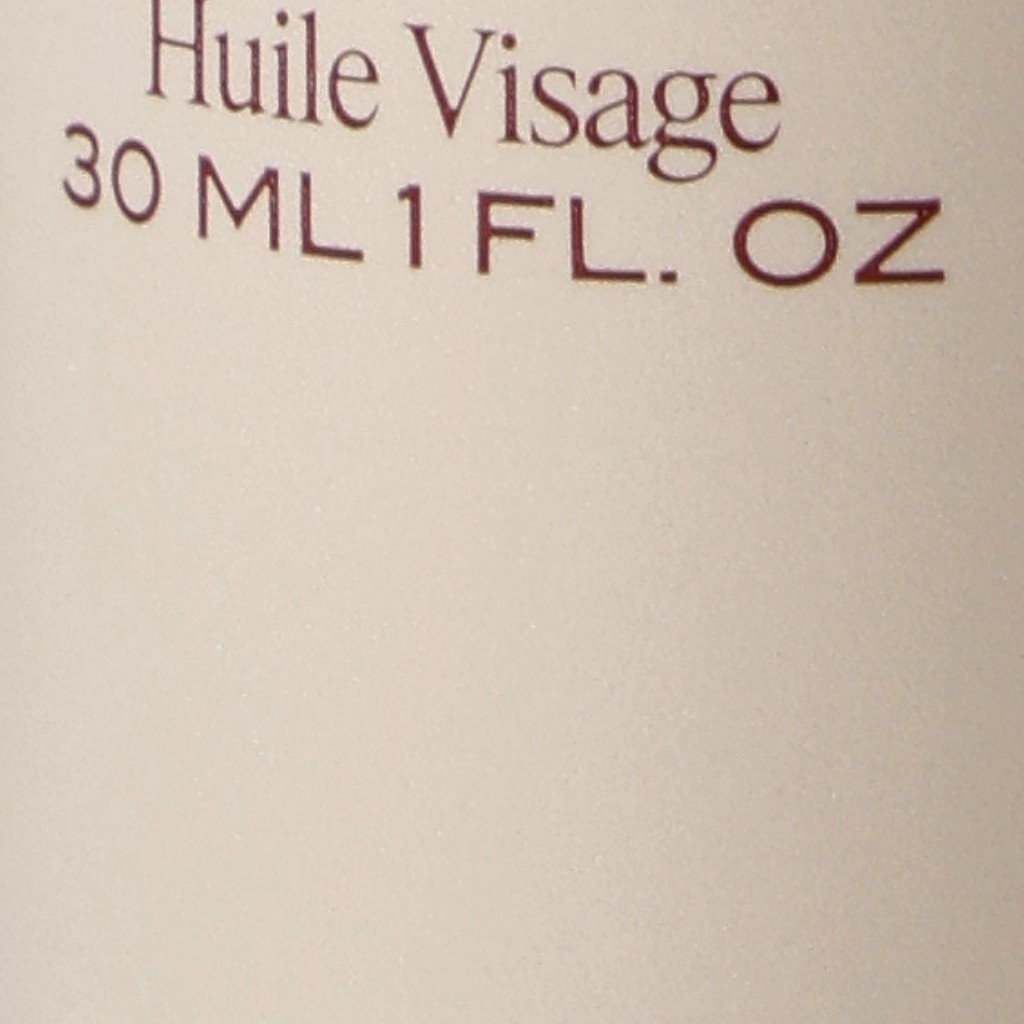 Huile Visage
30 ML 1 FL. OZ